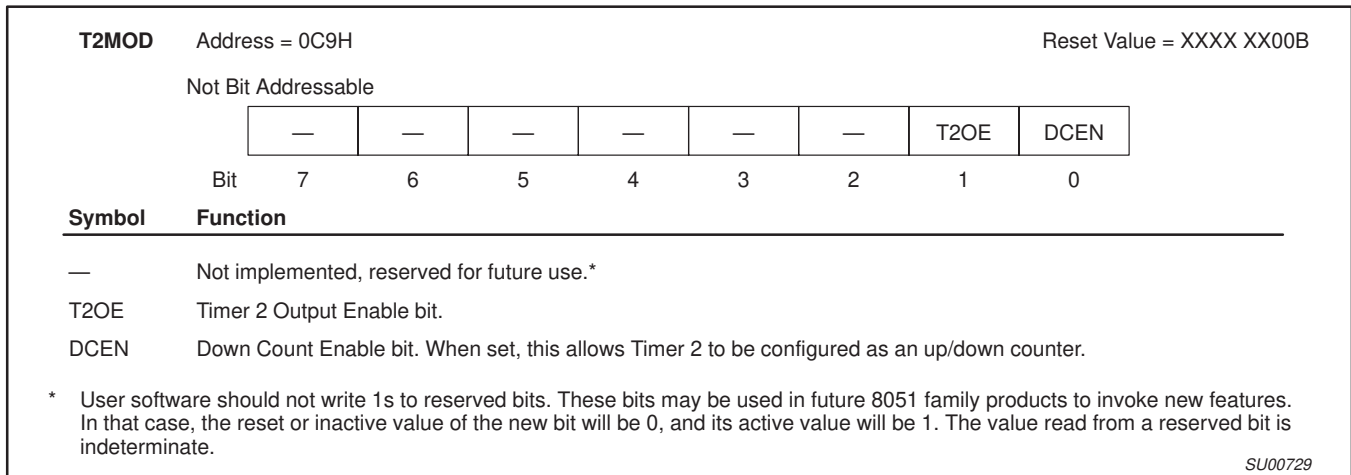 T2MOD Address = 0C9H Reset Value = XXXX XX00B
Not Bit Addressable
— — — — — — T2OE DCEN
Bit 7 6 5 4 3 2 1 0
Symbol Function
— Not implemented, reserved for future use.*
T2OE Timer 2 Output Enable bit.
DCEN Down Count Enable bit. When set, this allows Timer 2 to be configured as an up/down counter.
* User software should not write 1s to reserved bits. These bits may be used in future 8051 family products to invoke new features.
In that case, the reset or inactive value of the new bit will be 0, and its active value will be 1. The value read from a reserved bit is
indeterminate.
SU00729